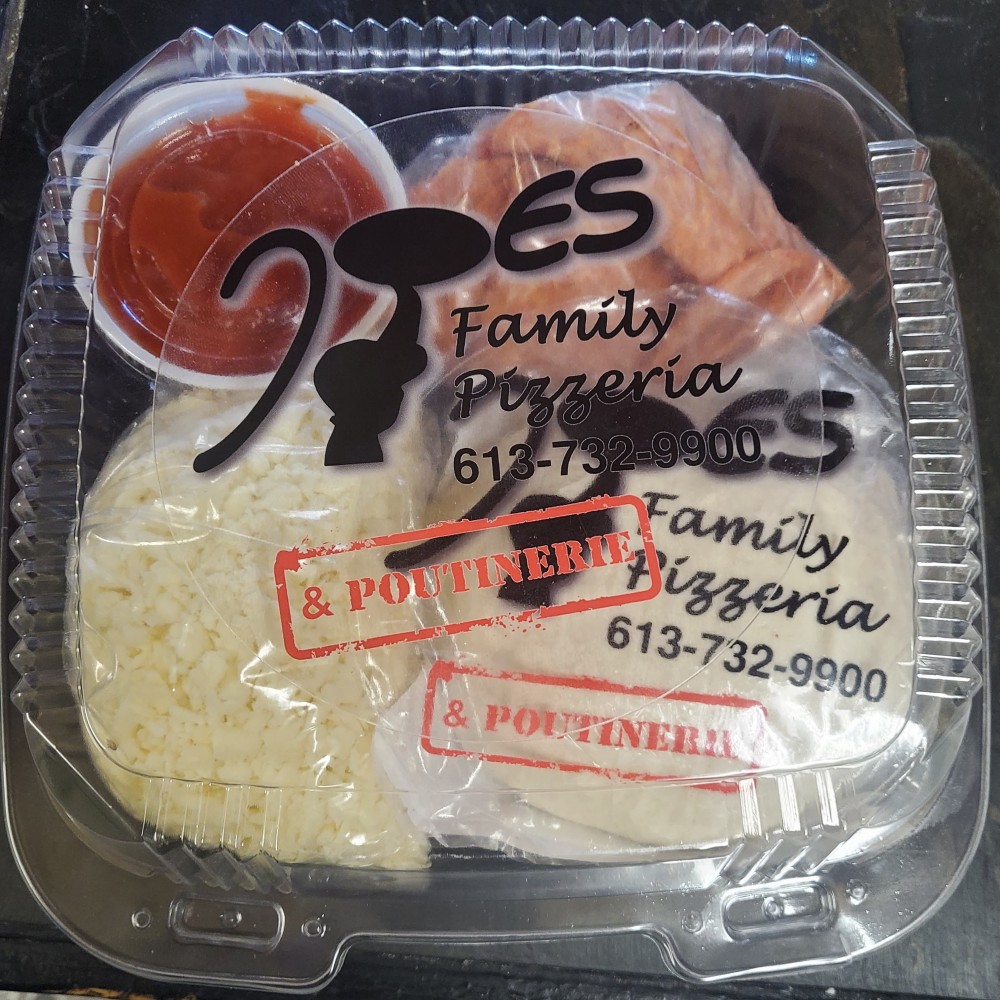 JOES
Family
Pizzeria
613-732-9900
& POUTINERIE
JOES
Family
Pizzeria
613-732-9900
& POUTINERIE